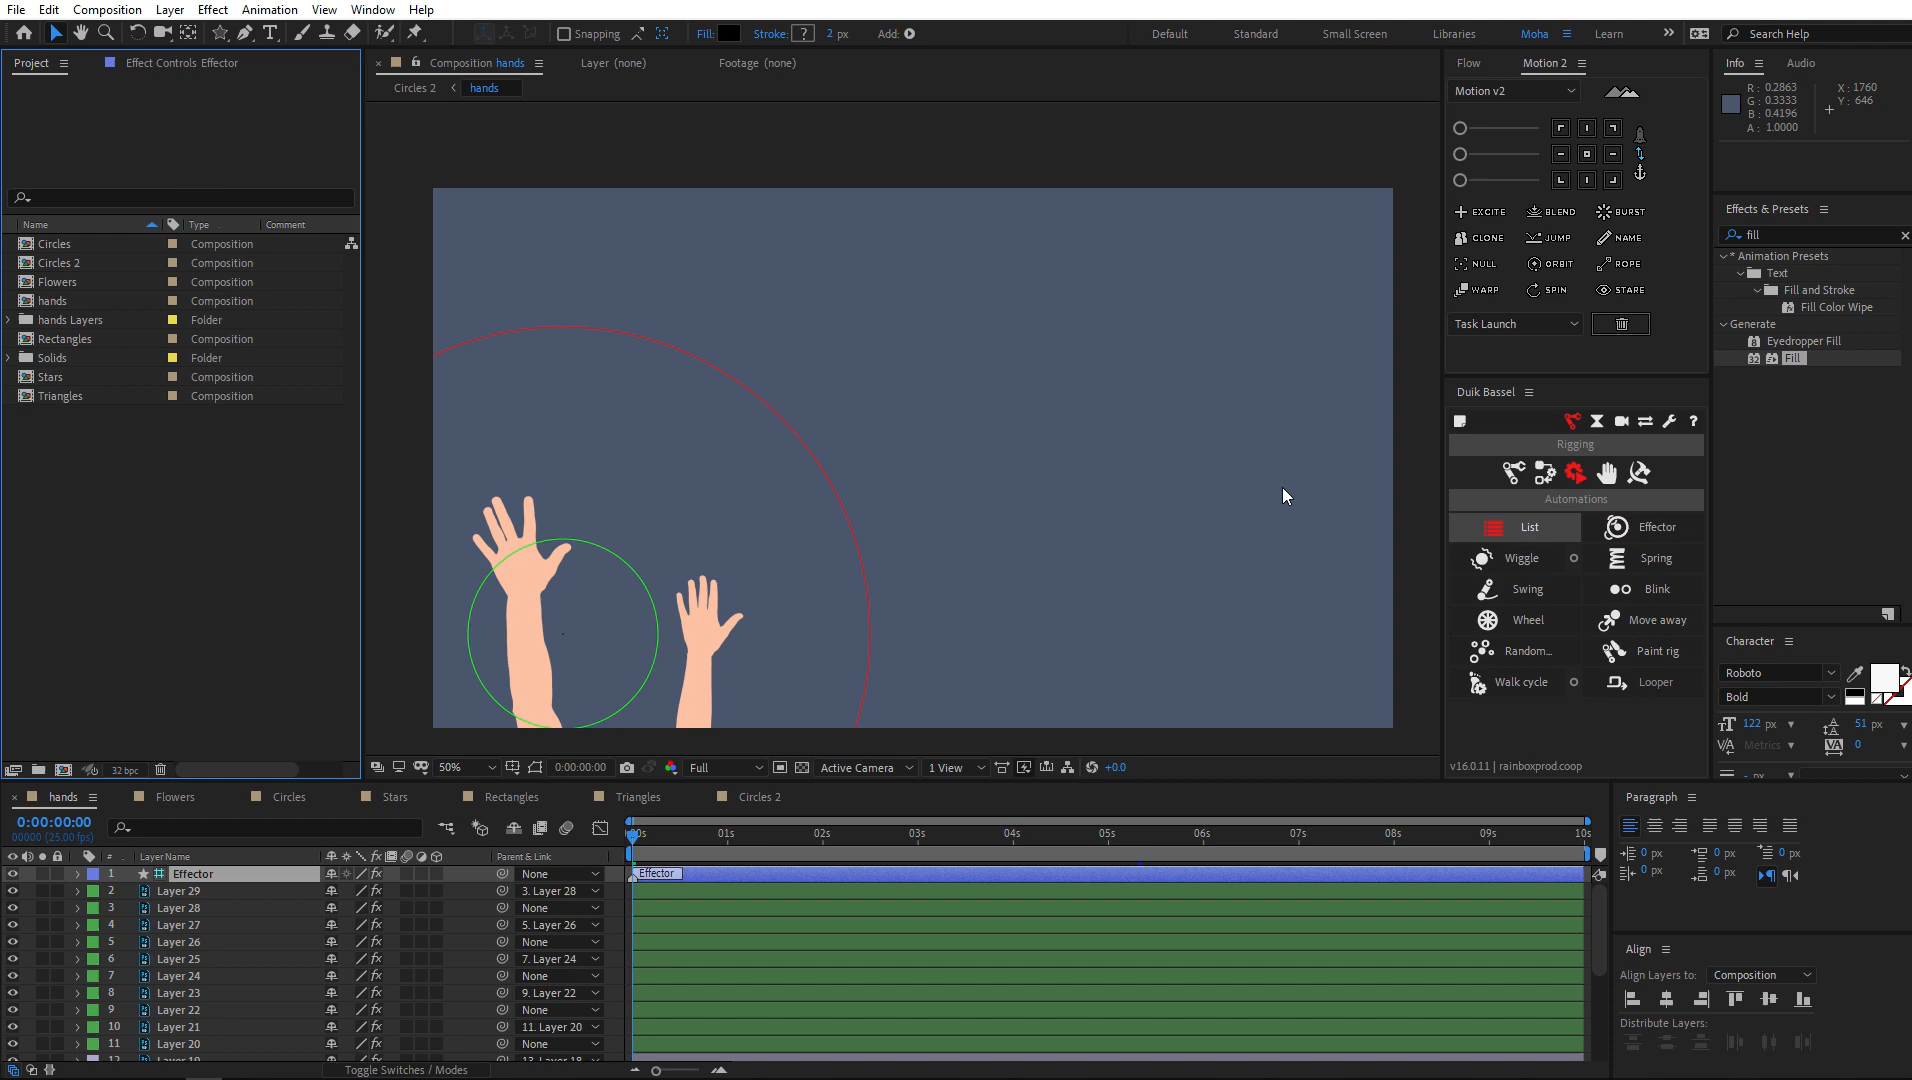 File Edit Composition Layer Effect Animation View Window Help
Snapping Fill: Stroke: ? 2 px Add: Default Standard Small Screen Libraries Moha Learn Search Help
Project Effect Controls Effector
Composition hands Layer (none) Footage (none)
Circles 2 hands
Name Type Comment
Circles Composition
Circles 2 Composition
Flowers Composition
hands Composition
hands Layers Folder
Rectangles Composition
Solids Folder
Stars Composition
Triangles Composition
32 bpc
50% 0:00:00:00 Full Active Camera 1 View +0.0
Flow Motion 2
Motion v2
EXCITE BLEND BURST
CLONE JUMP NAME
NULL ORBIT ROPE
WARP SPIN STARE
Task Launch
Duik Bassel
?
Rigging
Automations
List Effector
Wiggle Spring
Swing Blink
Wheel Move away
Random... Paint rig
Walk cycle Looper
v16.0.11 | rainboxprod.coop
Info Audio
R: 0.2863 X: 1760
G: 0.3333 Y: 646
B: 0.4196
A: 1.0000
Effects & Presets
fill
* Animation Presets
Text
Fill and Stroke
Fill Color Wipe
Generate
Eyedropper Fill
Fill
Character
Roboto
Bold
122 px 51 px
Metrics 0
- px
hands Flowers Circles Stars Rectangles Triangles Circles 2
0:00:00:00
00000 (25.00 fps)
:00s 01s 02s 03s 04s 05s 06s 07s 08s 09s 10s
# Layer Name Parent & Link
1 Effector None Effector
2 Layer 29 3. Layer 28
3 Layer 28 None
4 Layer 27 5. Layer 26
5 Layer 26 None
6 Layer 25 7. Layer 24
7 Layer 24 None
8 Layer 23 9. Layer 22
9 Layer 22 None
10 Layer 21 11. Layer 20
11 Layer 20 None
12 Layer 19 13. Layer 18
Toggle Switches / Modes
Paragraph
0 px 0 px 0 px
0 px 0 px
Align
Align Layers to: Composition
Distribute Layers: